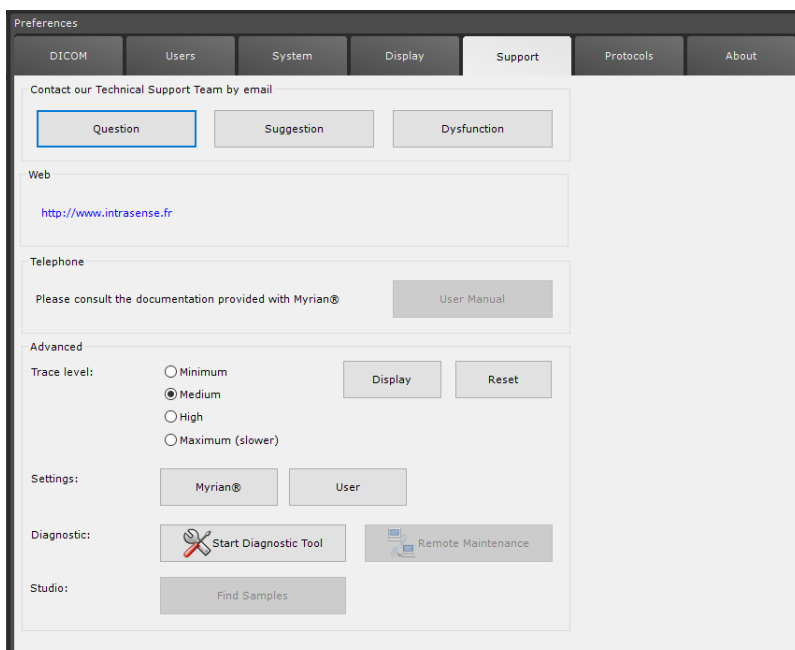 Preferences
DICOM Users System Display Support Protocols About
Contact our Technical Support Team by email
Question Suggestion Dysfunction
Web
http://www.intrasense.fr
Telephone
Please consult the documentation provided with Myrian® User Manual
Advanced
Trace level: Minimum Display Reset
Medium
High
Maximum (slower)
Settings: Myrian® User
Diagnostic: Start Diagnostic Tool Remote Maintenance
Studio: Find Samples